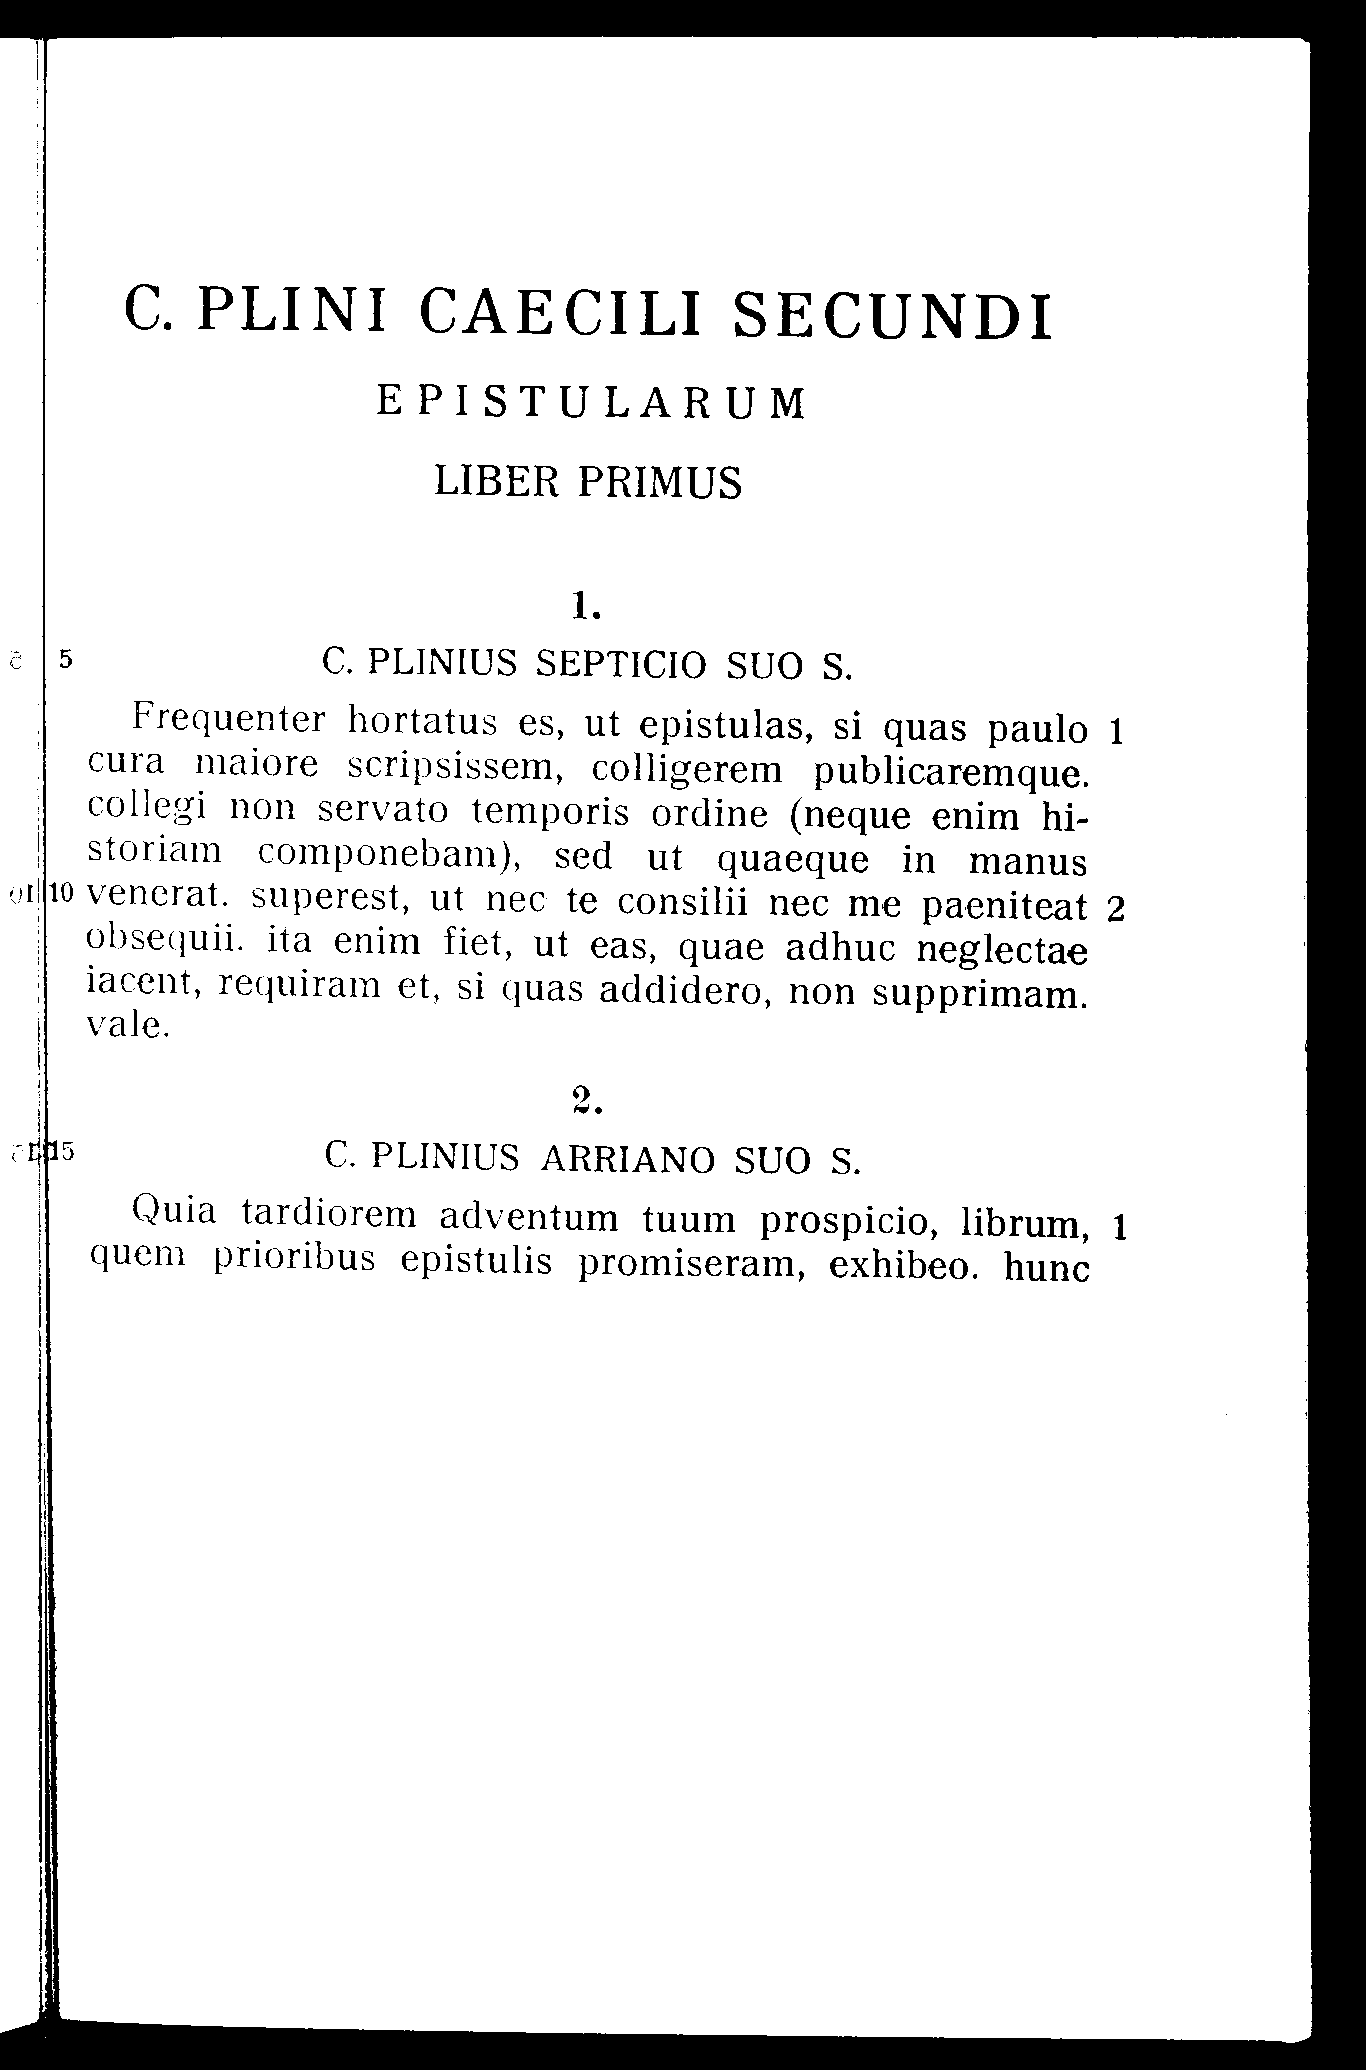 C. PLINI CAECILI SECUNDI
EPISTULARUM
LIBER PRIMUS
1.
5 C. PLINIUS SEPTICIO SUO S.
Frequenter hortatus es, ut epistulas, si quas paulo 1
cura maiore scripsissem, colligerem publicaremque.
collegi non servato temporis ordine (neque enim hi-
storiam componebam), sed ut quaeque in manus
10 venerat. superest, ut nec te consilii nec me paeniteat 2
obsequii. ita enim fiet, ut eas, quae adhuc neglectae
iacent, requiram et, si quas addidero, non supprimam.
vale.
2.
15 C. PLINIUS ARRIANO SUO S.
Quia tardiorem adventum tuum prospicio, librum, 1
quem prioribus epistulis promiseram, exhibeo. hunc